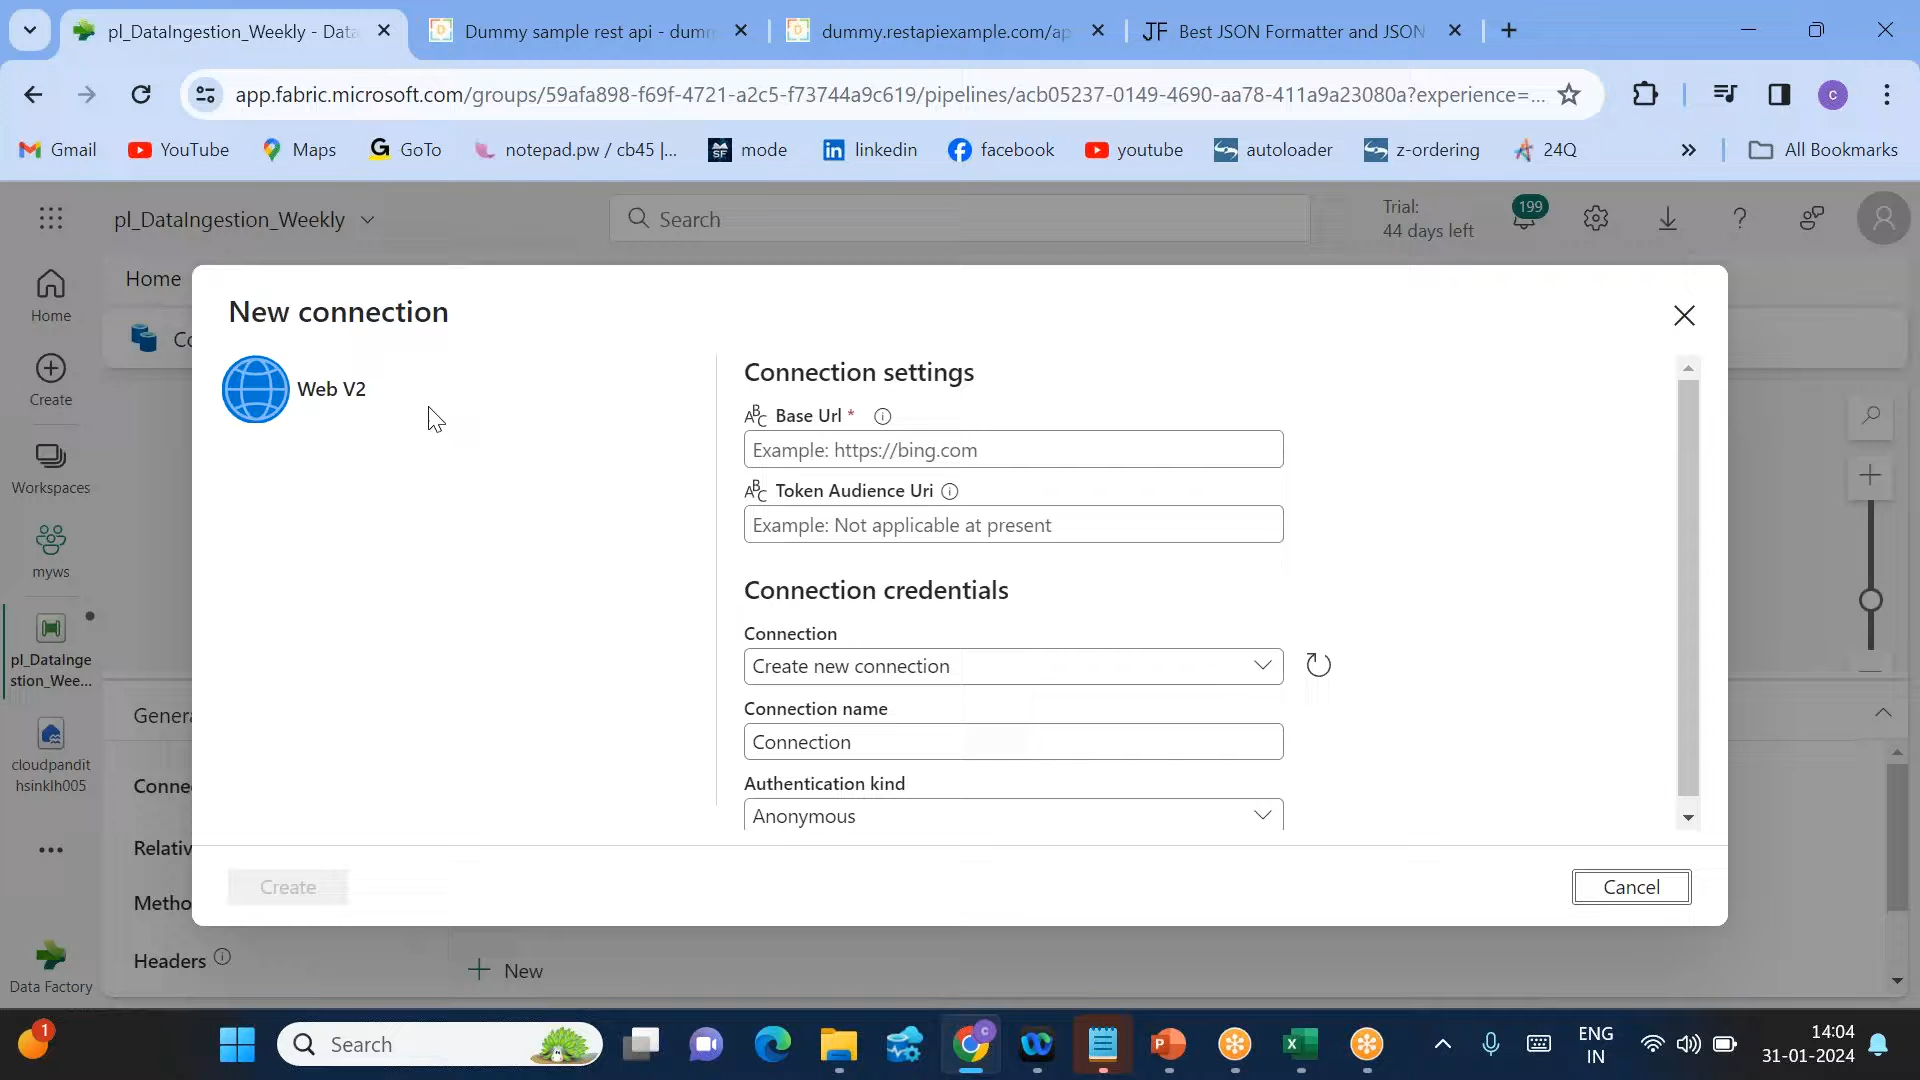 pl_DataIngestion_Weekly - Data
Dummy sample rest api - dumm
dummy.restapiexample.com/ap
JF Best JSON Formatter and JSON
app.fabric.microsoft.com/groups/59afa898-f69f-4721-a2c5-f73744a9c619/pipelines/acb05237-0149-4690-aa78-411a9a23080a?experience=...
C
Gmail
YouTube
Maps
GoTo
notepad.pw / cb45 |...
mode
linkedin
facebook
youtube
autoloader
z-ordering
24Q
All Bookmarks
pl_DataIngestion_Weekly
Search
Trial:
44 days left
199
Home
Create
Workspaces
myws
pl_DataInge
stion_Wee...
cloudpandit
hsinklh005
Data Factory
Home
Co
New connection
Web V2
Connection settings
Base Url *
Example: https://bing.com
Token Audience Uri
Example: Not applicable at present
Connection credentials
Connection
Create new connection
Connection name
Connection
Authentication kind
Anonymous
Create
Cancel
Genera
Conne
Relativ
Metho
Headers
New
1
Search
ENG
IN
14:04
31-01-2024